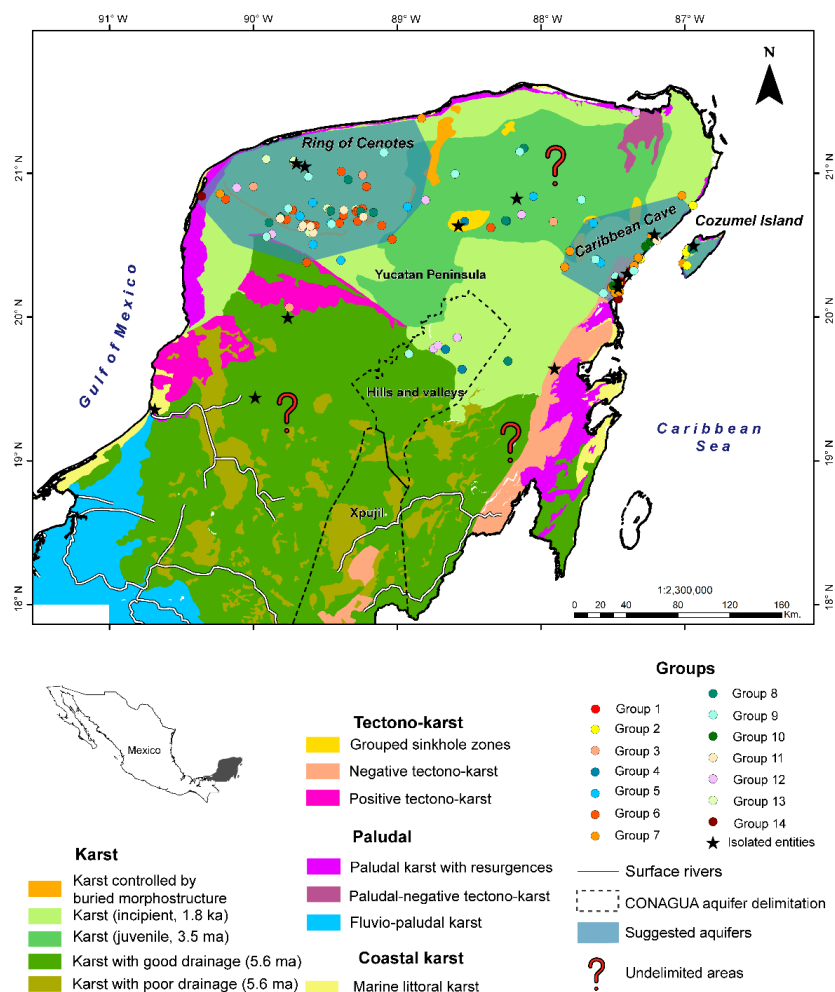 91° W
90° W
89° W
88° W
87° W
N
21° N
21° N
20° N
20° N
19° N
19° N
18° N
18° N
Ring of Cenotes
?
Caribbean Cave
Cozumel Island
Yucatan Peninsula
Gulf of Mexico
Hills and valleys
?
?
Caribbean
Sea
Xpujil
1:2,300,000
0 20 40 80 120 160
Km.
Mexico
Tectono-karst
Grouped sinkhole zones
Negative tectono-karst
Positive tectono-karst
Karst
Karst controlled by
buried morphostructure
Karst (incipient, 1.8 ka)
Karst (juvenile, 3.5 ma)
Karst with good drainage (5.6 ma)
Karst with poor drainage (5.6 ma)
Paludal
Paludal karst with resurgences
Paludal-negative tectono-karst
Fluvio-paludal karst
Coastal karst
Marine littoral karst
Groups
Group 1
Group 2
Group 3
Group 4
Group 5
Group 6
Group 7
Group 8
Group 9
Group 10
Group 11
Group 12
Group 13
Group 14
Isolated entities
Surface rivers
CONAGUA aquifer delimitation
Suggested aquifers
? Undelimited areas